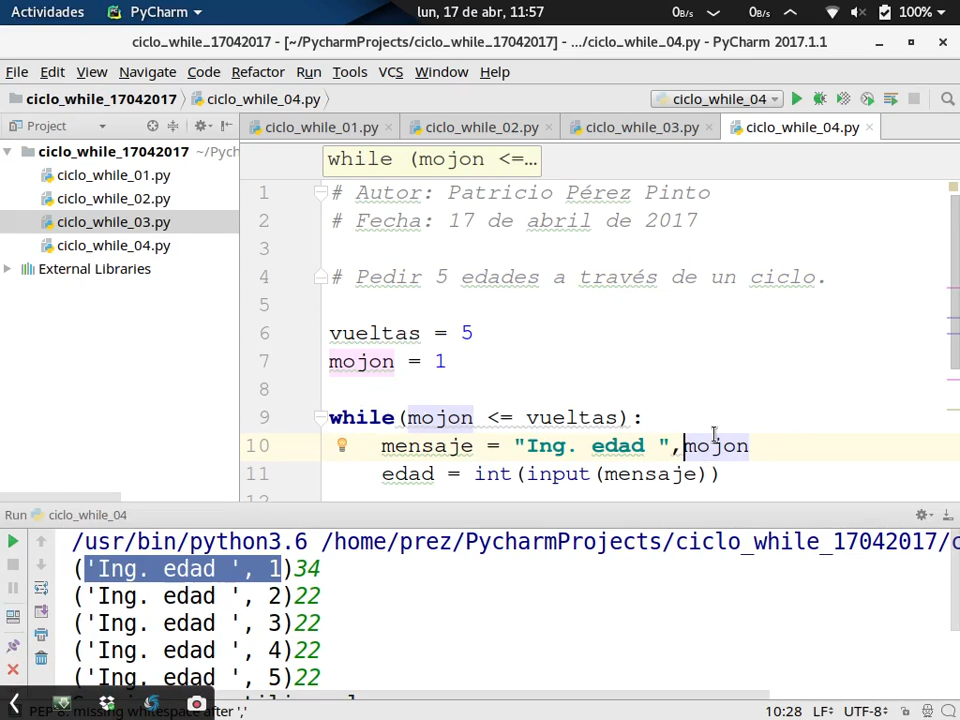 Actividades PyCharm lun, 17 de abr, 11:57 0B/s 0B/s 100%
ciclo_while_17042017 - [~/PycharmProjects/ciclo_while_17042017] - .../ciclo_while_04.py - PyCharm 2017.1.1
File Edit View Navigate Code Refactor Run Tools VCS Window Help
ciclo_while_17042017 ciclo_while_04.py ciclo_while_04
Project ciclo_while_01.py ciclo_while_02.py ciclo_while_03.py ciclo_while_04.py
ciclo_while_17042017 ~/Pych
ciclo_while_01.py
ciclo_while_02.py
ciclo_while_03.py
ciclo_while_04.py
External Libraries
while (mojon <=...
1 # Autor: Patricio Pérez Pinto
2 # Fecha: 17 de abril de 2017
3
4 # Pedir 5 edades a través de un ciclo.
5
6 vueltas = 5
7 mojon = 1
8
9 while(mojon <= vueltas):
10 mensaje = "Ing. edad ",mojon
11 edad = int(input(mensaje))
Run ciclo_while_04
/usr/bin/python3.6 /home/prez/PycharmProjects/ciclo_while_17042017/c
('Ing. edad ', 1)34
('Ing. edad ', 2)22
('Ing. edad ', 3)22
('Ing. edad ', 4)22
('Ing. edad ', 5)22
PEP 8: missing whitespace after ',' 10:28 LF UTF-8